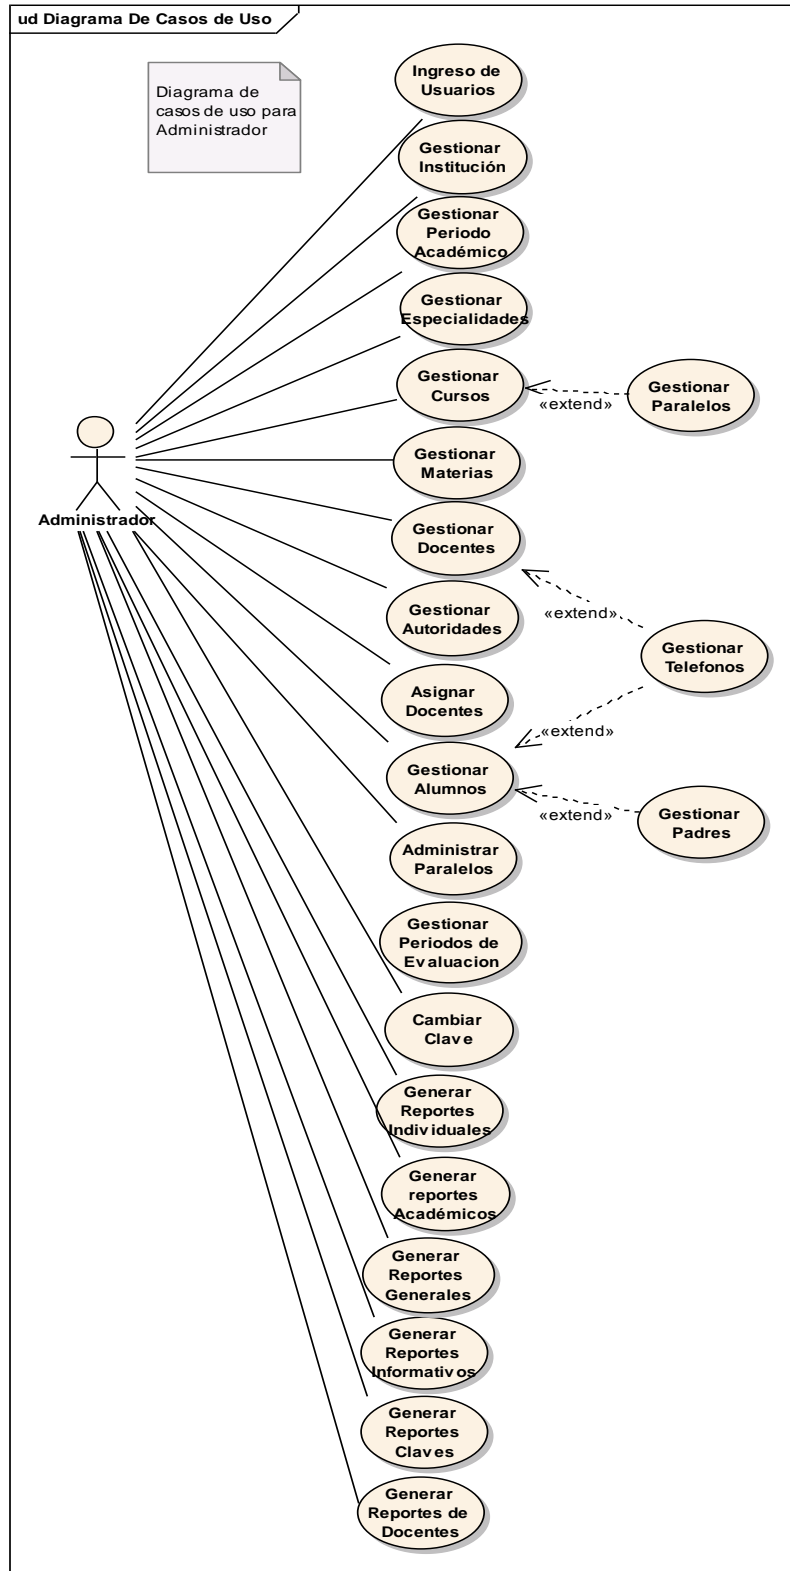 ud Diagrama De Casos de Uso
Diagrama de
casos de uso para
Administrador
Ingreso de
Usuarios
Gestionar
Institución
Gestionar
Periodo
Académico
Gestionar
Especialidades
Gestionar
Cursos
«extend»
Gestionar
Paralelos
Gestionar
Materias
Administrador
Gestionar
Docentes
Gestionar
Autoridades
«extend»
Gestionar
Telefonos
Asignar
Docentes
«extend»
Gestionar
Alumnos
«extend»
Gestionar
Padres
Administrar
Paralelos
Gestionar
Periodos de
Evaluacion
Cambiar
Clave
Generar
Reportes
Individuales
Generar
reportes
Académicos
Generar
Reportes
Generales
Generar
Reportes
Informativos
Generar
Reportes
Claves
Generar
Reportes de
Docentes